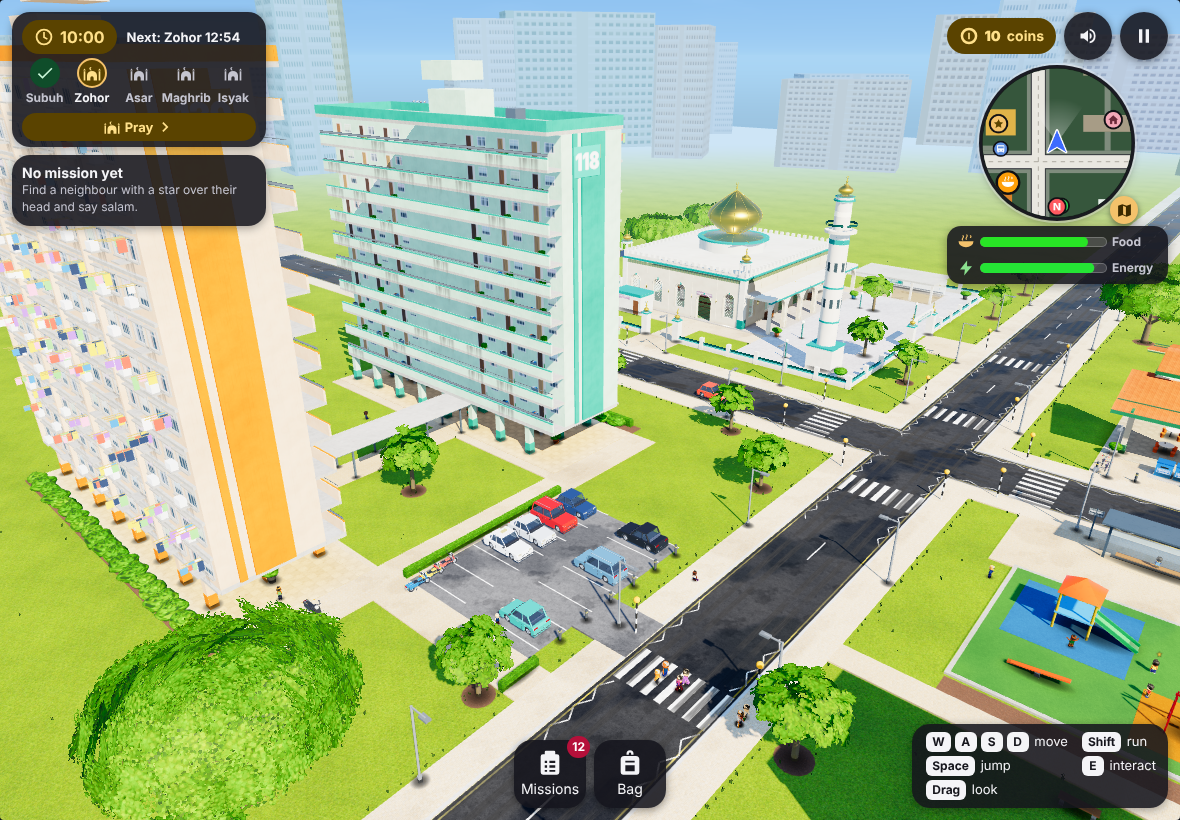 10:00 Next: Zohor 12:54
Subuh Zohor Asar Maghrib Isyak
Pray
No mission yet
Find a neighbour with a star over their
head and say salam.
118
10 coins
N
Food
Energy
12
Missions
Bag
W A S D move Shift run
Space jump E interact
Drag look